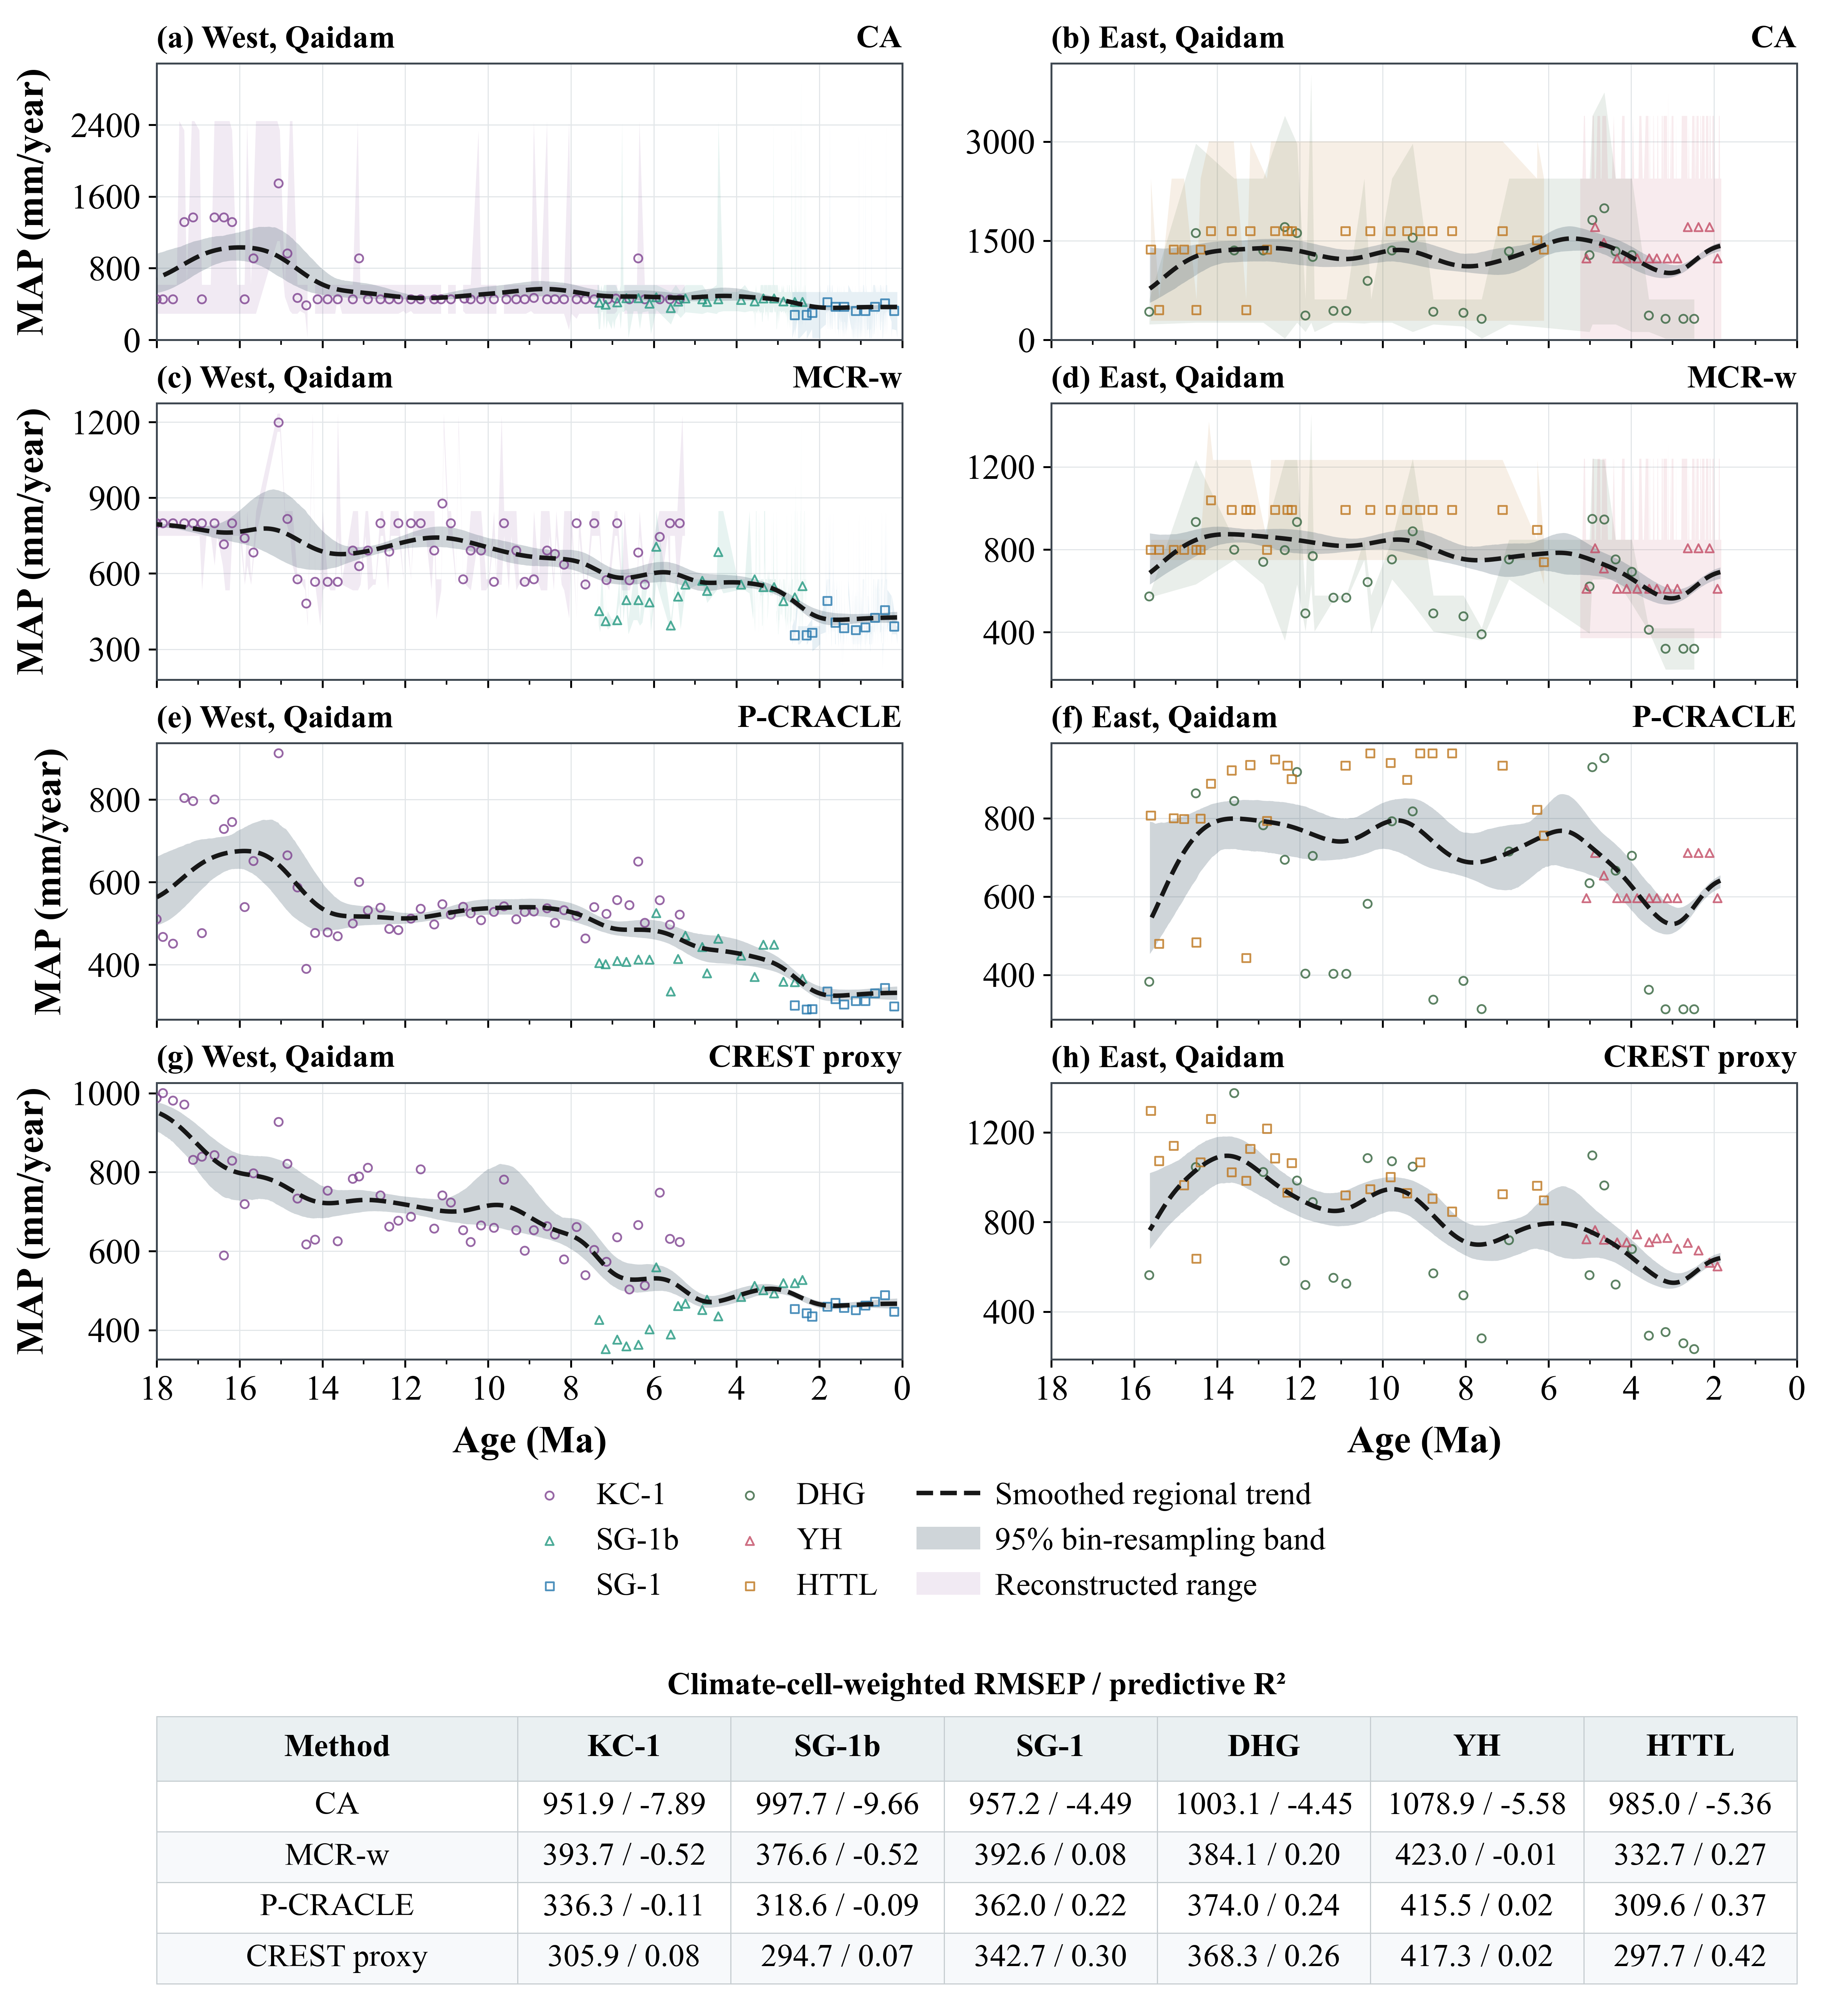 (a) West, Qaidam CA
(b) East, Qaidam CA
MAP (mm/year)
2400
1600
800
0
3000
1500
0
(c) West, Qaidam MCR-w
(d) East, Qaidam MCR-w
MAP (mm/year)
1200
900
600
300
1200
800
400
(e) West, Qaidam P-CRACLE
(f) East, Qaidam P-CRACLE
MAP (mm/year)
800
600
400
800
600
400
(g) West, Qaidam CREST proxy
(h) East, Qaidam CREST proxy
MAP (mm/year)
1000
800
600
400
1200
800
400
18 16 14 12 10 8 6 4 2 0
18 16 14 12 10 8 6 4 2 0
Age (Ma)
Age (Ma)
KC-1 DHG Smoothed regional trend
SG-1b YH 95% bin-resampling band
SG-1 HTTL Reconstructed range
Climate-cell-weighted RMSEP / predictive R²
Method KC-1 SG-1b SG-1 DHG YH HTTL
CA 951.9 / -7.89 997.7 / -9.66 957.2 / -4.49 1003.1 / -4.45 1078.9 / -5.58 985.0 / -5.36
MCR-w 393.7 / -0.52 376.6 / -0.52 392.6 / 0.08 384.1 / 0.20 423.0 / -0.01 332.7 / 0.27
P-CRACLE 336.3 / -0.11 318.6 / -0.09 362.0 / 0.22 374.0 / 0.24 415.5 / 0.02 309.6 / 0.37
CREST proxy 305.9 / 0.08 294.7 / 0.07 342.7 / 0.30 368.3 / 0.26 417.3 / 0.02 297.7 / 0.42